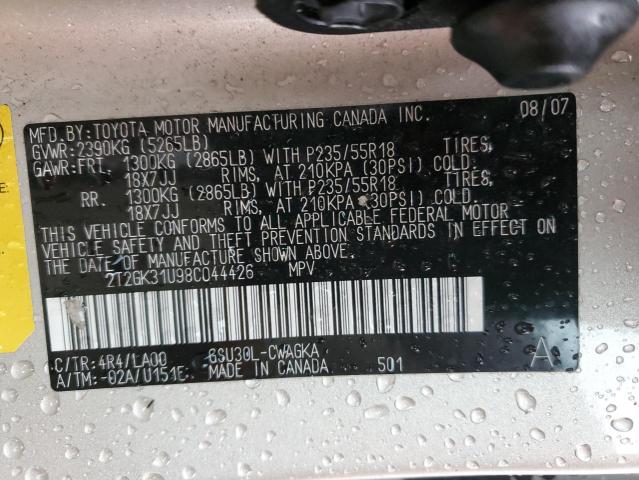 MFD.BY:TOYOTA MOTOR MANUFACTURING CANADA INC. 08/07
GVWR:2390KG (5265LB)
GAWR:FRT. 1300KG (2865LB) WITH P235/55R18 TIRES,
18X7JJ RIMS, AT 210KPA (30PSI) COLD.
RR. 1300KG (2865LB) WITH P235/55R18 TIRES,
18X7JJ RIMS, AT 210KPA (30PSI) COLD.
THIS VEHICLE CONFORMS TO ALL APPLICABLE FEDERAL MOTOR
VEHICLE SAFETY AND THEFT PREVENTION STANDARDS IN EFFECT ON
THE DATE OF MANUFACTURE SHOWN ABOVE.
2T2GK31U98C044426 MPV
C/TR:4R4/LA00 GSU30L-CWAGKA
A/TM:-02A/U151E MADE IN CANADA 501 A
E: